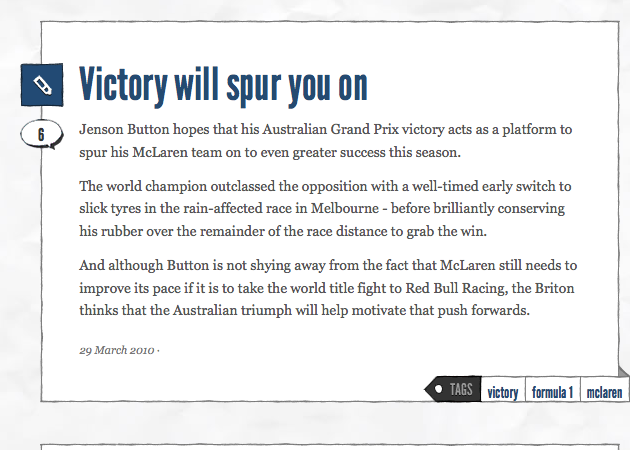 Victory will spur you on
6
Jenson Button hopes that his Australian Grand Prix victory acts as a platform to
spur his McLaren team on to even greater success this season.
The world champion outclassed the opposition with a well-timed early switch to
slick tyres in the rain-affected race in Melbourne - before brilliantly conserving
his rubber over the remainder of the race distance to grab the win.
And although Button is not shying away from the fact that McLaren still needs to
improve its pace if it is to take the world title fight to Red Bull Racing, the Briton
thinks that the Australian triumph will help motivate that push forwards.
29 March 2010 ·
TAGS victory formula 1 mclaren